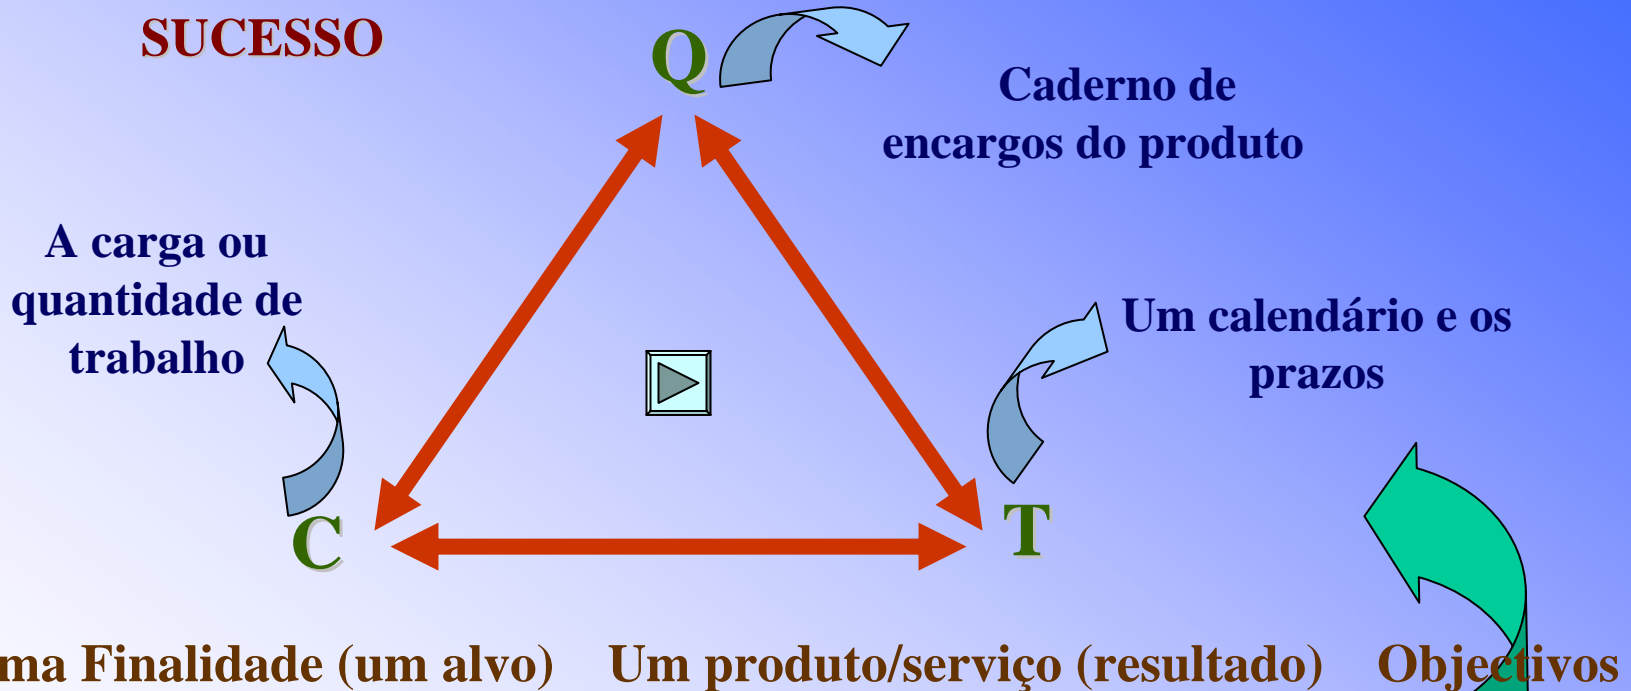 SUCESSO
Q
Caderno de
encargos do produto
A carga ou
quantidade de
trabalho
Um calendário e os
prazos
C
T
ma Finalidade (um alvo) Um produto/serviço (resultado) Objectivos